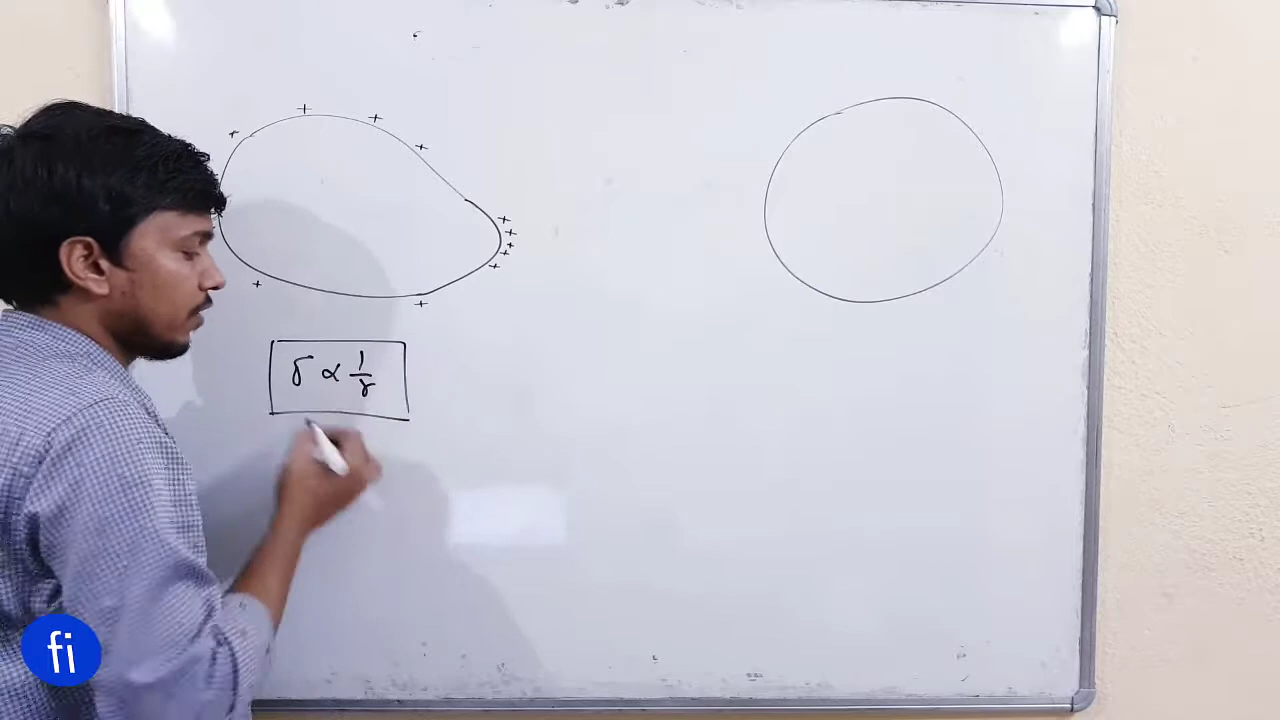 + + + + + + + + + + + +
σ ∝ 1/r
fi